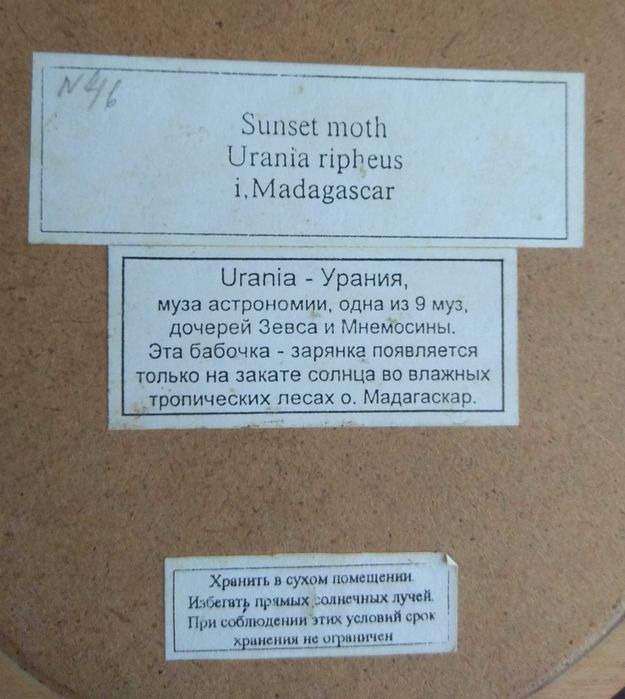 N 4/6
Sunset moth
Urania ripheus
i.Madagascar
Urania - Урания,
муза астрономии, одна из 9 муз,
дочерей Зевса и Мнемосины.
Эта бабочка - зарянка появляется
только на закате солнца во влажных
тропических лесах о. Мадагаскар.
Хранить в сухом помещении.
Избегать прямых солнечных лучей.
При соблюдении этих условий срок
хранения не ограничен